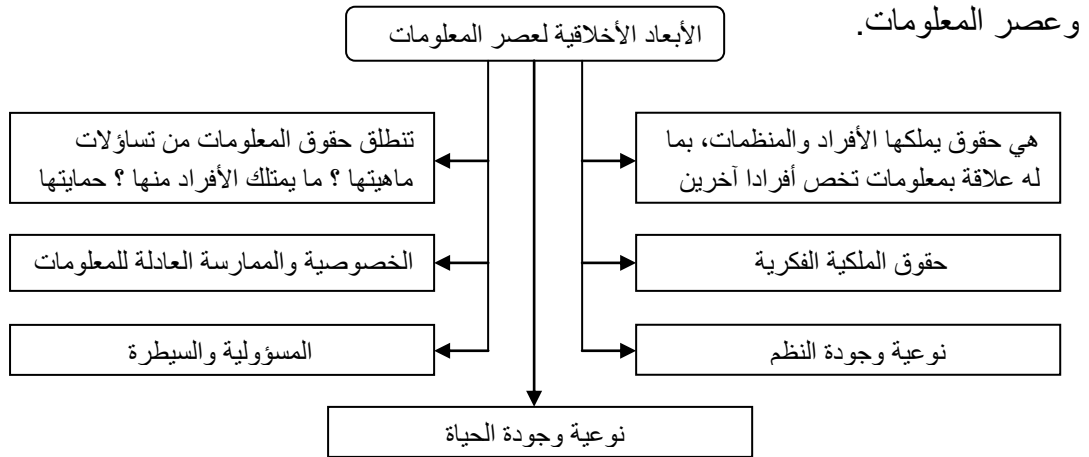 وعصر المعلومات.
الأبعاد الأخلاقية لعصر المعلومات
هي حقوق يملكها الأفراد والمنظمات، بما
له علاقة بمعلومات تخص أفرادا آخرين
تنطلق حقوق المعلومات من تساؤلات
ماهيتها ؟ ما يمتلك الأفراد منها ؟ حمايتها
حقوق الملكية الفكرية
الخصوصية والممارسة العادلة للمعلومات
نوعية وجودة النظم
المسؤولية والسيطرة
نوعية وجودة الحياة